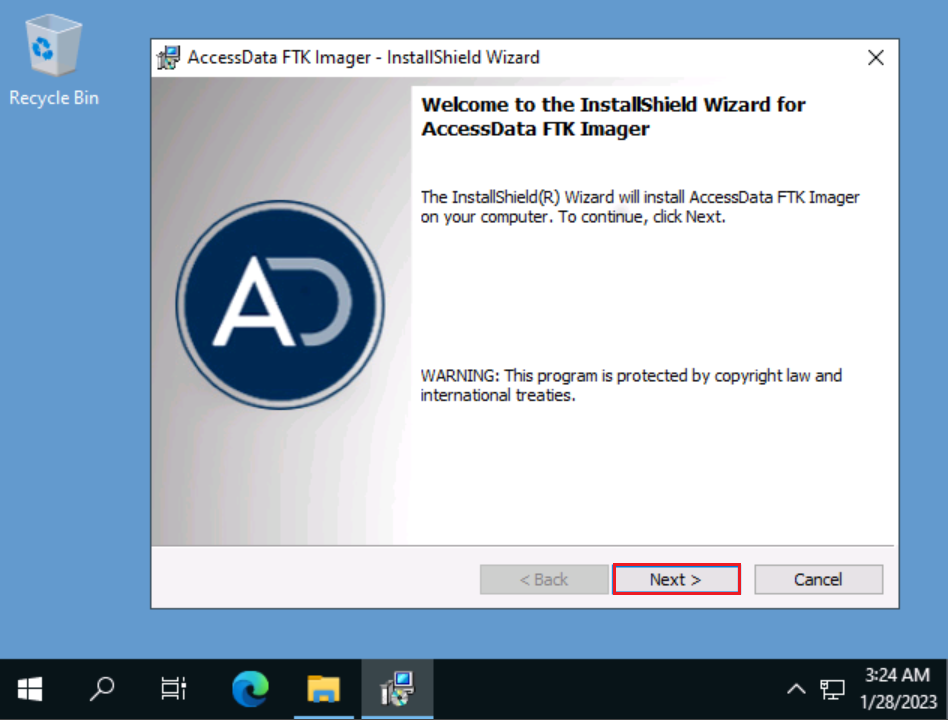 Recycle Bin
AccessData FTK Imager - InstallShield Wizard
Welcome to the InstallShield Wizard for
AccessData FTK Imager
The InstallShield(R) Wizard will install AccessData FTK Imager
on your computer. To continue, click Next.
AD
WARNING: This program is protected by copyright law and
international treaties.
< Back
Next >
Cancel
3:24 AM
1/28/2023